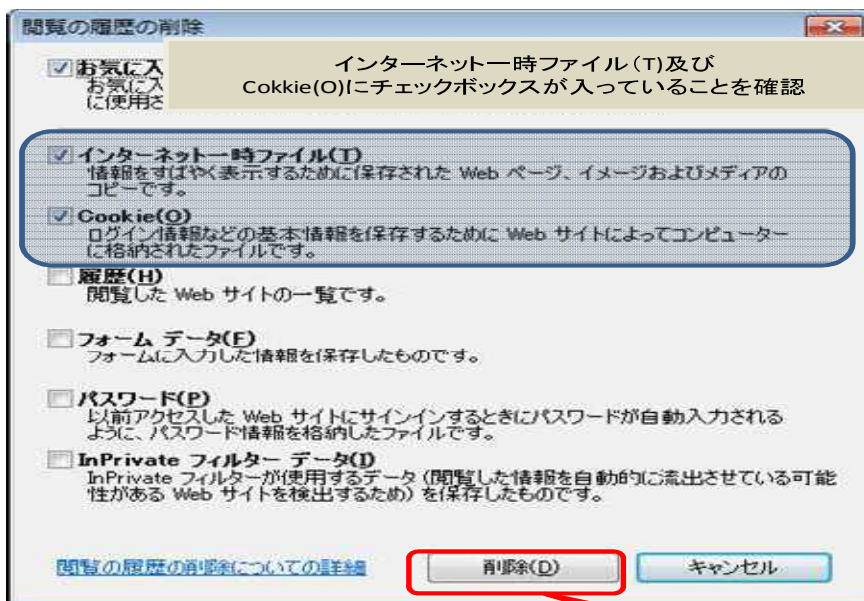 閲覧の履歴の削除
インターネット一時ファイル(T)及び
Cokkie(O)にチェックボックスが入っていることを確認
お気に入
お気に入
に使用さ
インターネット一時ファイル(T)
情報をすばやく表示するために保存された Web ページ、イメージおよびメディアの
コピーです。
Cookie(O)
ログイン情報などの基本情報を保存するために Web サイトによってコンピューター
に格納されたファイルです。
履歴(H)
閲覧した Web サイトの一覧です。
フォーム データ(F)
フォームに入力した情報を保存したものです。
パスワード(P)
以前アクセスした Web サイトにサインインするときにパスワードが自動入力される
ように、パスワード情報を格納したファイルです。
InPrivate フィルター データ(I)
InPrivate フィルターが使用するデータ (閲覧した情報を自動的に流出させている可能
性がある Web サイトを検出するため) を保存したものです。
閲覧の履歴の削除についての詳細
削除(D)
キャンセル